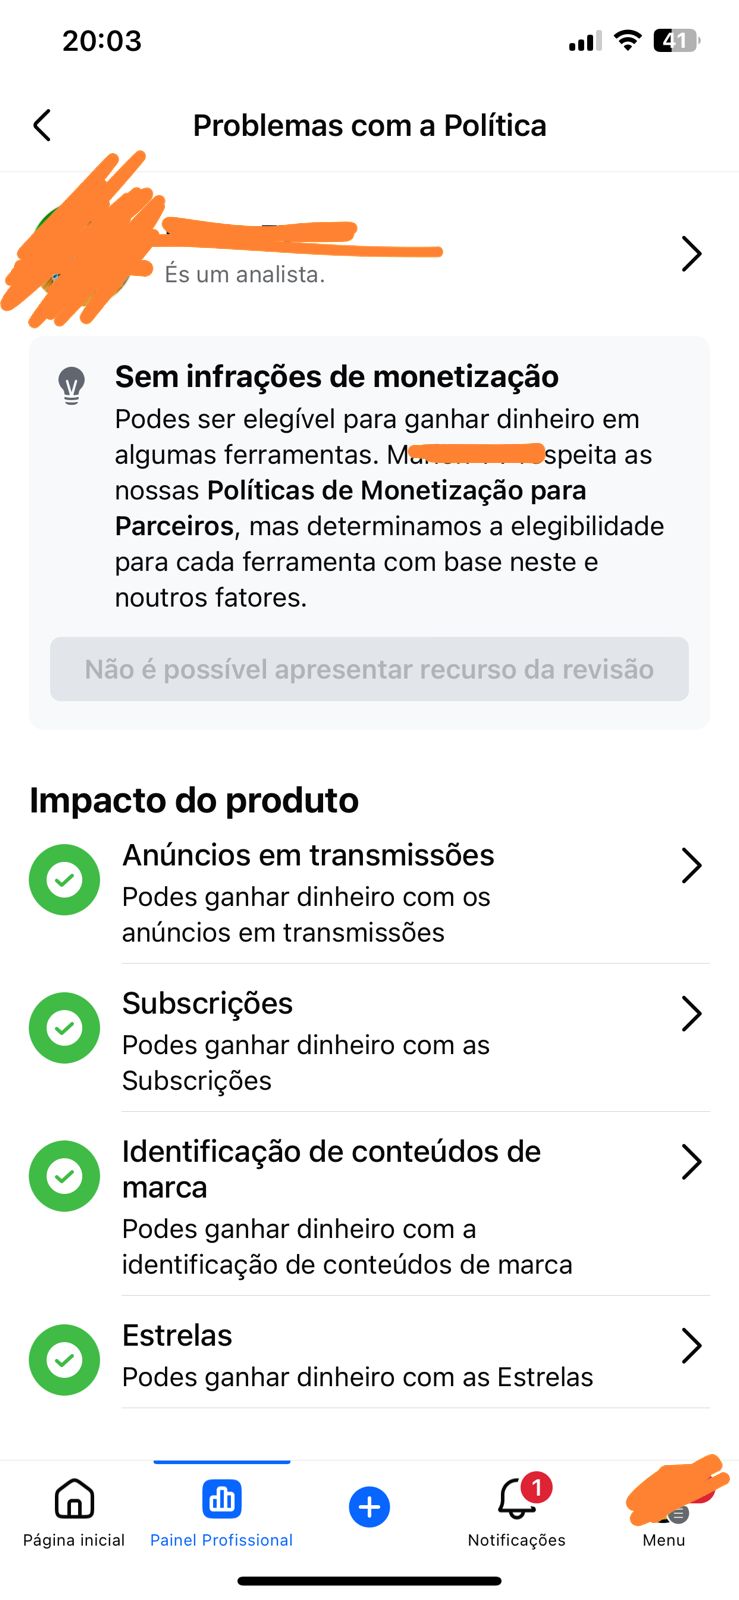 20:03
41
Problemas com a Política
És um analista.
Sem infrações de monetização
Podes ser elegível para ganhar dinheiro em
algumas ferramentas. speita as
nossas Políticas de Monetização para
Parceiros, mas determinamos a elegibilidade
para cada ferramenta com base neste e
noutros fatores.
Não é possível apresentar recurso da revisão
Impacto do produto
Anúncios em transmissões
Podes ganhar dinheiro com os
anúncios em transmissões
Subscrições
Podes ganhar dinheiro com as
Subscrições
Identificação de conteúdos de
marca
Podes ganhar dinheiro com a
identificação de conteúdos de marca
Estrelas
Podes ganhar dinheiro com as Estrelas
1
Página inicial
Painel Profissional
Notificações
Menu